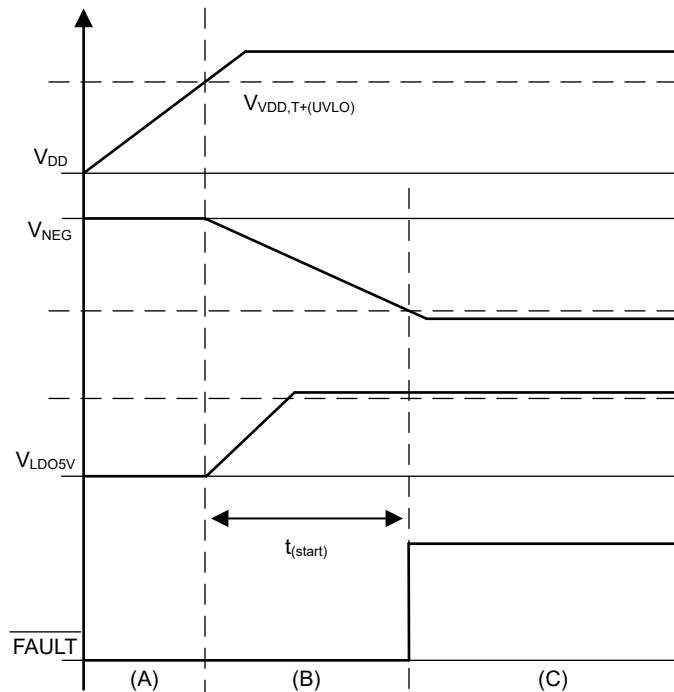 V_VDD,T+(UVLO)
V_DD
V_NEG
V_LDO5V
t_(start)
FAULT
(A) (B) (C)